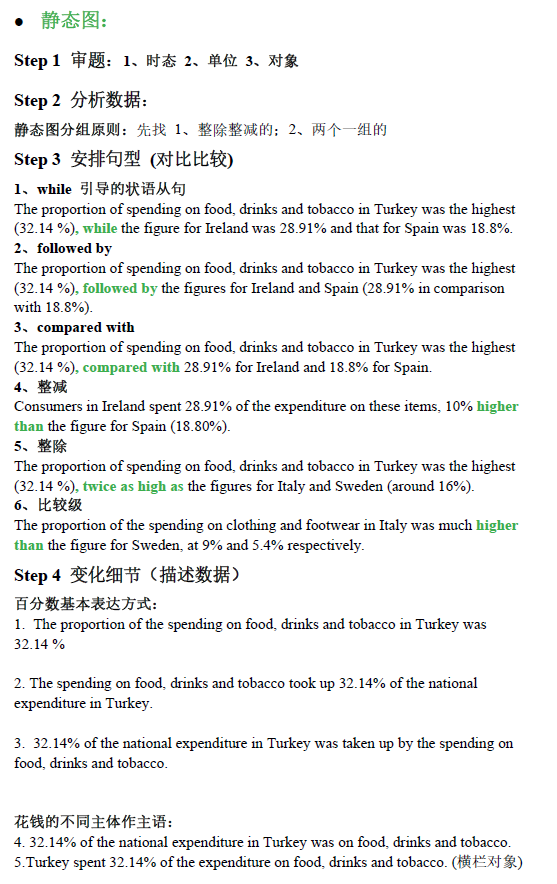 ● 静态图：
Step 1 审题：1、时态 2、单位 3、对象
Step 2 分析数据：
静态图分组原则：先找 1、整除整减的；2、两个一组的
Step 3 安排句型 (对比比较)
1、while 引导的状语从句
The proportion of spending on food, drinks and tobacco in Turkey was the highest
(32.14 %), while the figure for Ireland was 28.91% and that for Spain was 18.8%.
2、followed by
The proportion of spending on food, drinks and tobacco in Turkey was the highest
(32.14 %), followed by the figures for Ireland and Spain (28.91% in comparison
with 18.8%).
3、compared with
The proportion of spending on food, drinks and tobacco in Turkey was the highest
(32.14 %), compared with 28.91% for Ireland and 18.8% for Spain.
4、整减
Consumers in Ireland spent 28.91% of the expenditure on these items, 10% higher
than the figure for Spain (18.80%).
5、整除
The proportion of spending on food, drinks and tobacco in Turkey was the highest
(32.14 %), twice as high as the figures for Italy and Sweden (around 16%).
6、比较级
The proportion of the spending on clothing and footwear in Italy was much higher
than the figure for Sweden, at 9% and 5.4% respectively.
Step 4 变化细节（描述数据）
百分数基本表达方式：
1. The proportion of the spending on food, drinks and tobacco in Turkey was
32.14 %
2. The spending on food, drinks and tobacco took up 32.14% of the national
expenditure in Turkey.
3. 32.14% of the national expenditure in Turkey was taken up by the spending on
food, drinks and tobacco.
花钱的不同主体作主语：
4. 32.14% of the national expenditure in Turkey was on food, drinks and tobacco.
5.Turkey spent 32.14% of the expenditure on food, drinks and tobacco. (横栏对象)